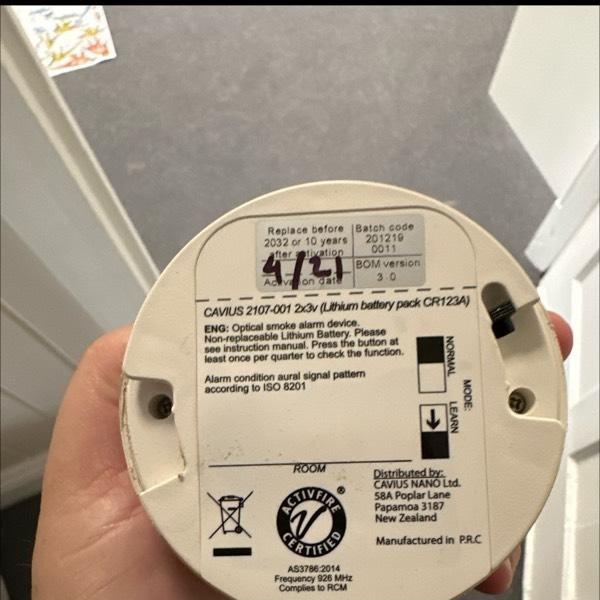 Replace before
2032 or 10 years
after activation
4/21
Activation date
Batch code
201219
0011
BOM version
3.0
CAVIUS 2107-001 2x3v (Lithium battery pack CR123A)
ENG: Optical smoke alarm device.
Non-replaceable Lithium Battery. Please
see instruction manual. Press the button at
least once per quarter to check the function.
Alarm condition aural signal pattern
according to ISO 8201
NORMAL
MODE:
LEARN
ROOM
ACTIVFIRE®
CERTIFIED
AS3786:2014
Frequency 926 MHz
Complies to RCM
Distributed by:
CAVIUS NANO Ltd.
58A Poplar Lane
Papamoa 3187
New Zealand
Manufactured in P.R.C